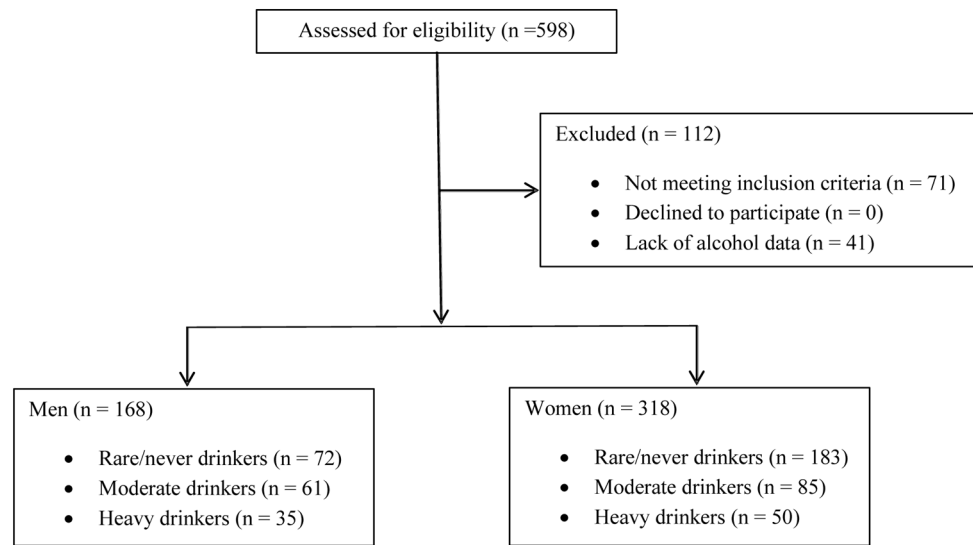 Assessed for eligibility (n =598)
Excluded (n = 112)
• Not meeting inclusion criteria (n = 71)
• Declined to participate (n = 0)
• Lack of alcohol data (n = 41)
Men (n = 168)
• Rare/never drinkers (n = 72)
• Moderate drinkers (n = 61)
• Heavy drinkers (n = 35)
Women (n = 318)
• Rare/never drinkers (n = 183)
• Moderate drinkers (n = 85)
• Heavy drinkers (n = 50)